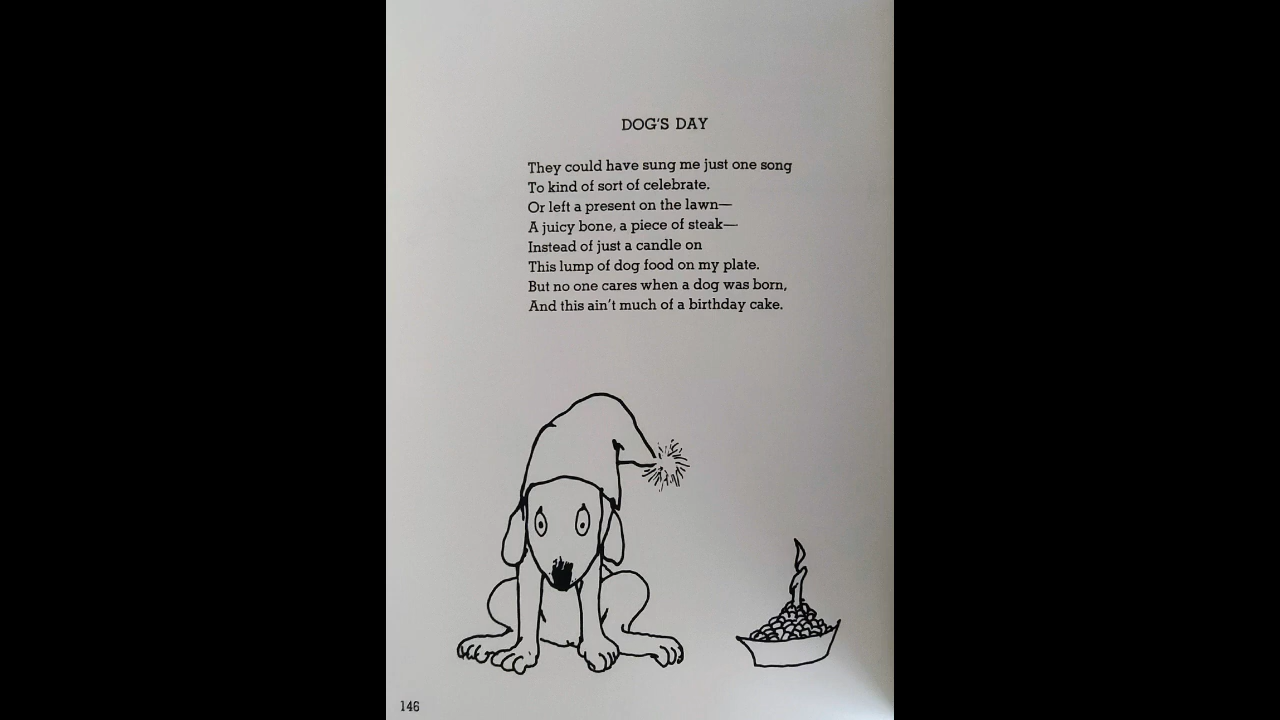 DOG'S DAY
They could have sung me just one song
To kind of sort of celebrate.
Or left a present on the lawn—
A juicy bone, a piece of steak—
Instead of just a candle on
This lump of dog food on my plate.
But no one cares when a dog was born,
And this ain't much of a birthday cake.
146